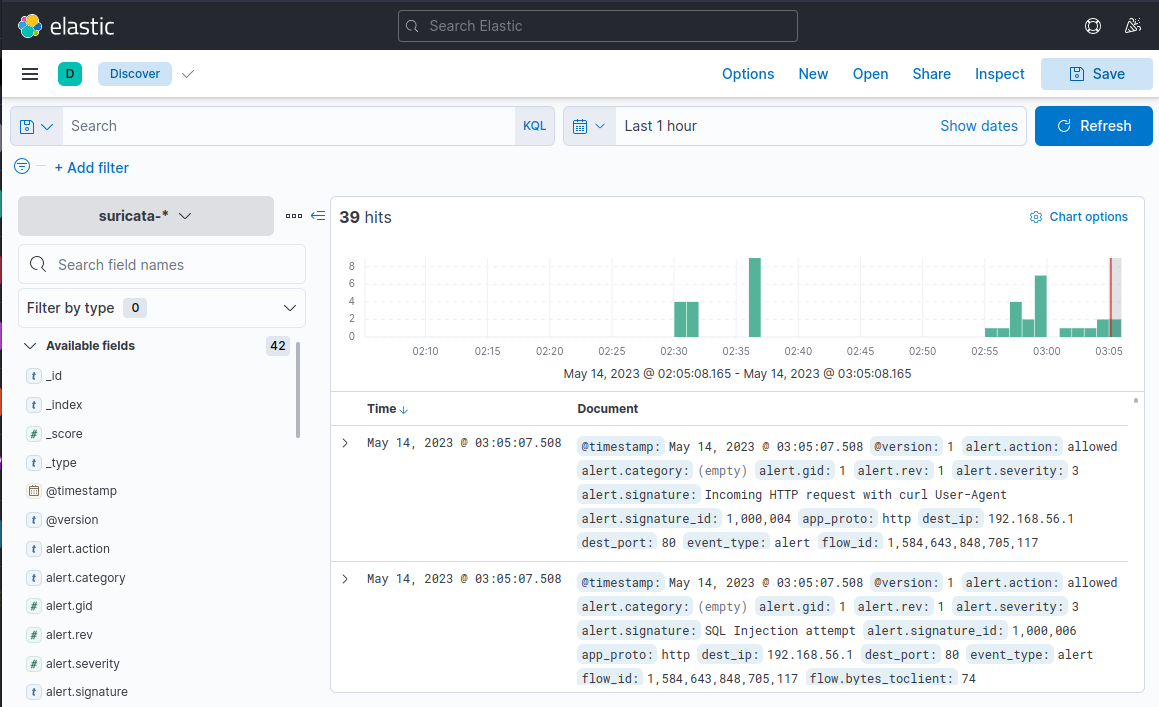 elastic
Search Elastic
D Discover Options New Open Share Inspect Save
Search KQL Last 1 hour Show dates Refresh
+ Add filter
suricata-*
Search field names
Filter by type 0
Available fields 42
t _id
t _index
# _score
t _type
@timestamp
t @version
t alert.action
t alert.category
# alert.gid
# alert.rev
# alert.severity
t alert.signature
39 hits Chart options
8
6
4
2
0
02:10 02:15 02:20 02:25 02:30 02:35 02:40 02:45 02:50 02:55 03:00 03:05
May 14, 2023 @ 02:05:08.165 - May 14, 2023 @ 03:05:08.165
Time Document
May 14, 2023 @ 03:05:07.508 @timestamp: May 14, 2023 @ 03:05:07.508 @version: 1 alert.action: allowed
alert.category: (empty) alert.gid: 1 alert.rev: 1 alert.severity: 3
alert.signature: Incoming HTTP request with curl User-Agent
alert.signature_id: 1,000,004 app_proto: http dest_ip: 192.168.56.1
dest_port: 80 event_type: alert flow_id: 1,584,643,848,705,117
May 14, 2023 @ 03:05:07.508 @timestamp: May 14, 2023 @ 03:05:07.508 @version: 1 alert.action: allowed
alert.category: (empty) alert.gid: 1 alert.rev: 1 alert.severity: 3
alert.signature: SQL Injection attempt alert.signature_id: 1,000,006
app_proto: http dest_ip: 192.168.56.1 dest_port: 80 event_type: alert
flow_id: 1,584,643,848,705,117 flow.bytes_toclient: 74